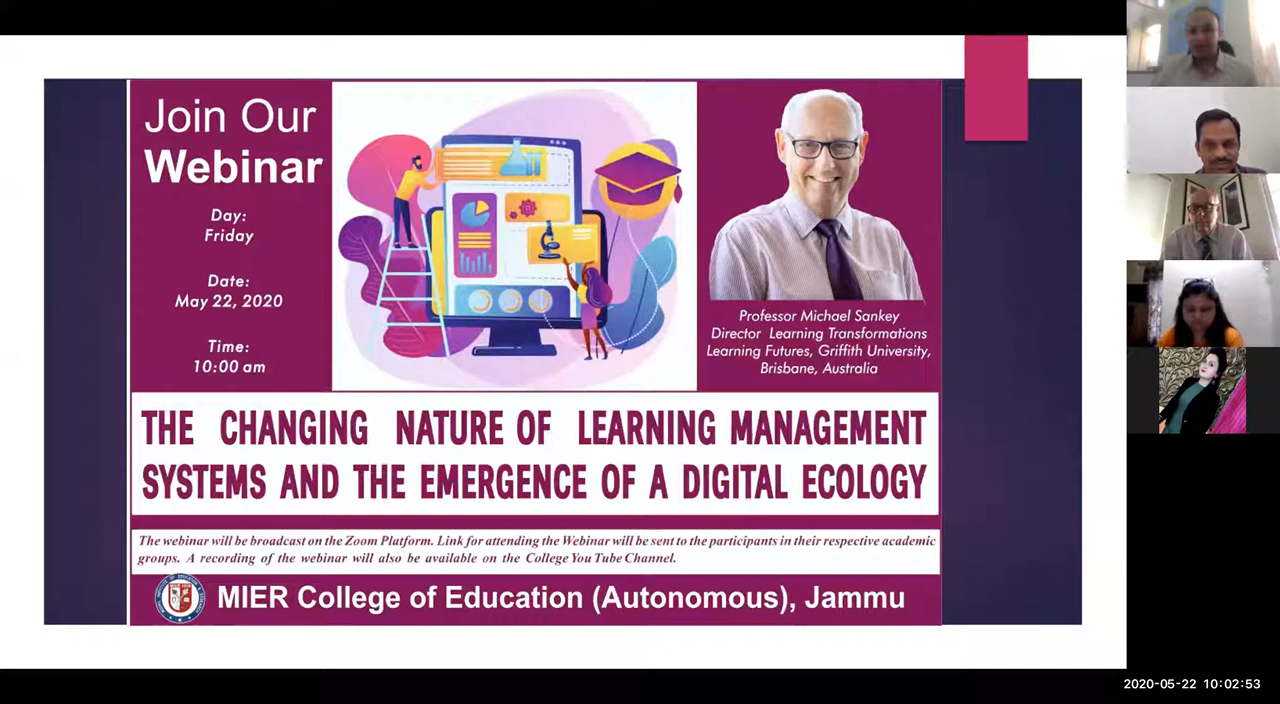 Join Our
Webinar
Day:
Friday
Date:
May 22, 2020
Time:
10:00 am
Professor Michael Sankey
Director Learning Transformations
Learning Futures, Griffith University,
Brisbane, Australia
THE CHANGING NATURE OF LEARNING MANAGEMENT
SYSTEMS AND THE EMERGENCE OF A DIGITAL ECOLOGY
The webinar will be broadcast on the Zoom Platform. Link for attending the Webinar will be sent to the participants in their respective academic
groups. A recording of the webinar will also be available on the College You Tube Channel.
MIER College of Education (Autonomous), Jammu
2020-05-22 10:02:53